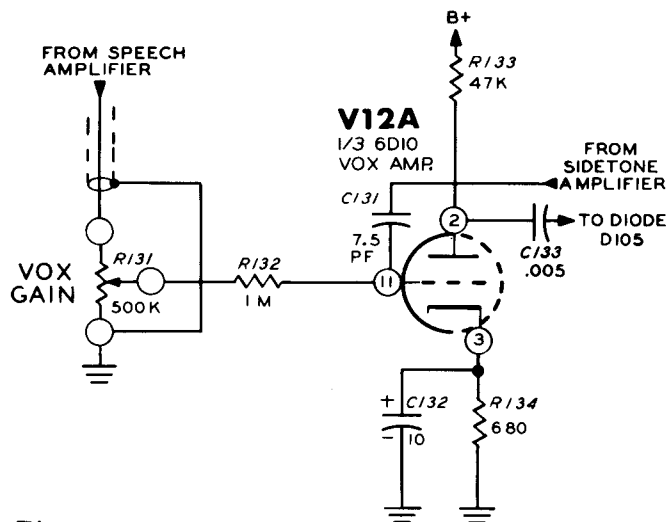 B+
FROM SPEECH
AMPLIFIER
R133
47K
V12A
1/3 6D10
VOX AMP.
FROM
SIDETONE
AMPLIFIER
C131
7.5
PF
2
TO DIODE
D105
C133
.005
R131
VOX
GAIN
500K
R132
1M
11
3
+
C132
-
10
R134
680